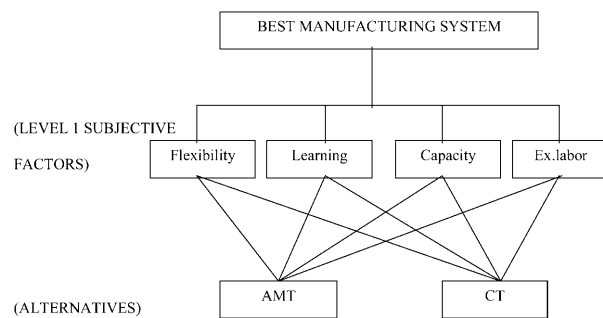 BEST MANUFACTURING SYSTEM
(LEVEL 1 SUBJECTIVE
FACTORS)
Flexibility
Learning
Capacity
Ex.labor
(ALTERNATIVES)
AMT
CT